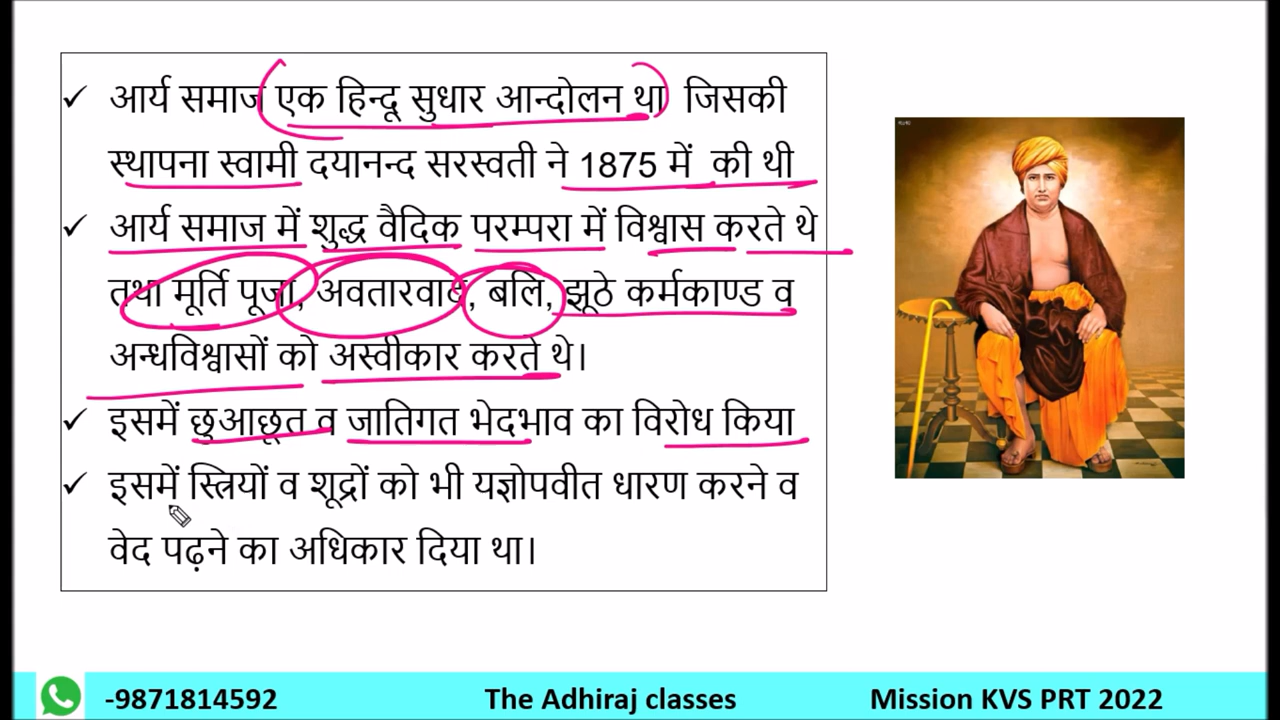 ✓ आर्य समाज एक हिन्दू सुधार आन्दोलन था जिसकी
स्थापना स्वामी दयानन्द सरस्वती ने 1875 में की थी
✓ आर्य समाज में शुद्ध वैदिक परम्परा में विश्वास करते थे
तथा मूर्ति पूजा, अवतारवाद, बलि, झूठे कर्मकाण्ड व
अन्धविश्वासों को अस्वीकार करते थे।
✓ इसमें छुआछूत व जातिगत भेदभाव का विरोध किया
✓ इसमें स्त्रियों व शूद्रों को भी यज्ञोपवीत धारण करने व
वेद पढ़ने का अधिकार दिया था।
-9871814592 The Adhiraj classes Mission KVS PRT 2022